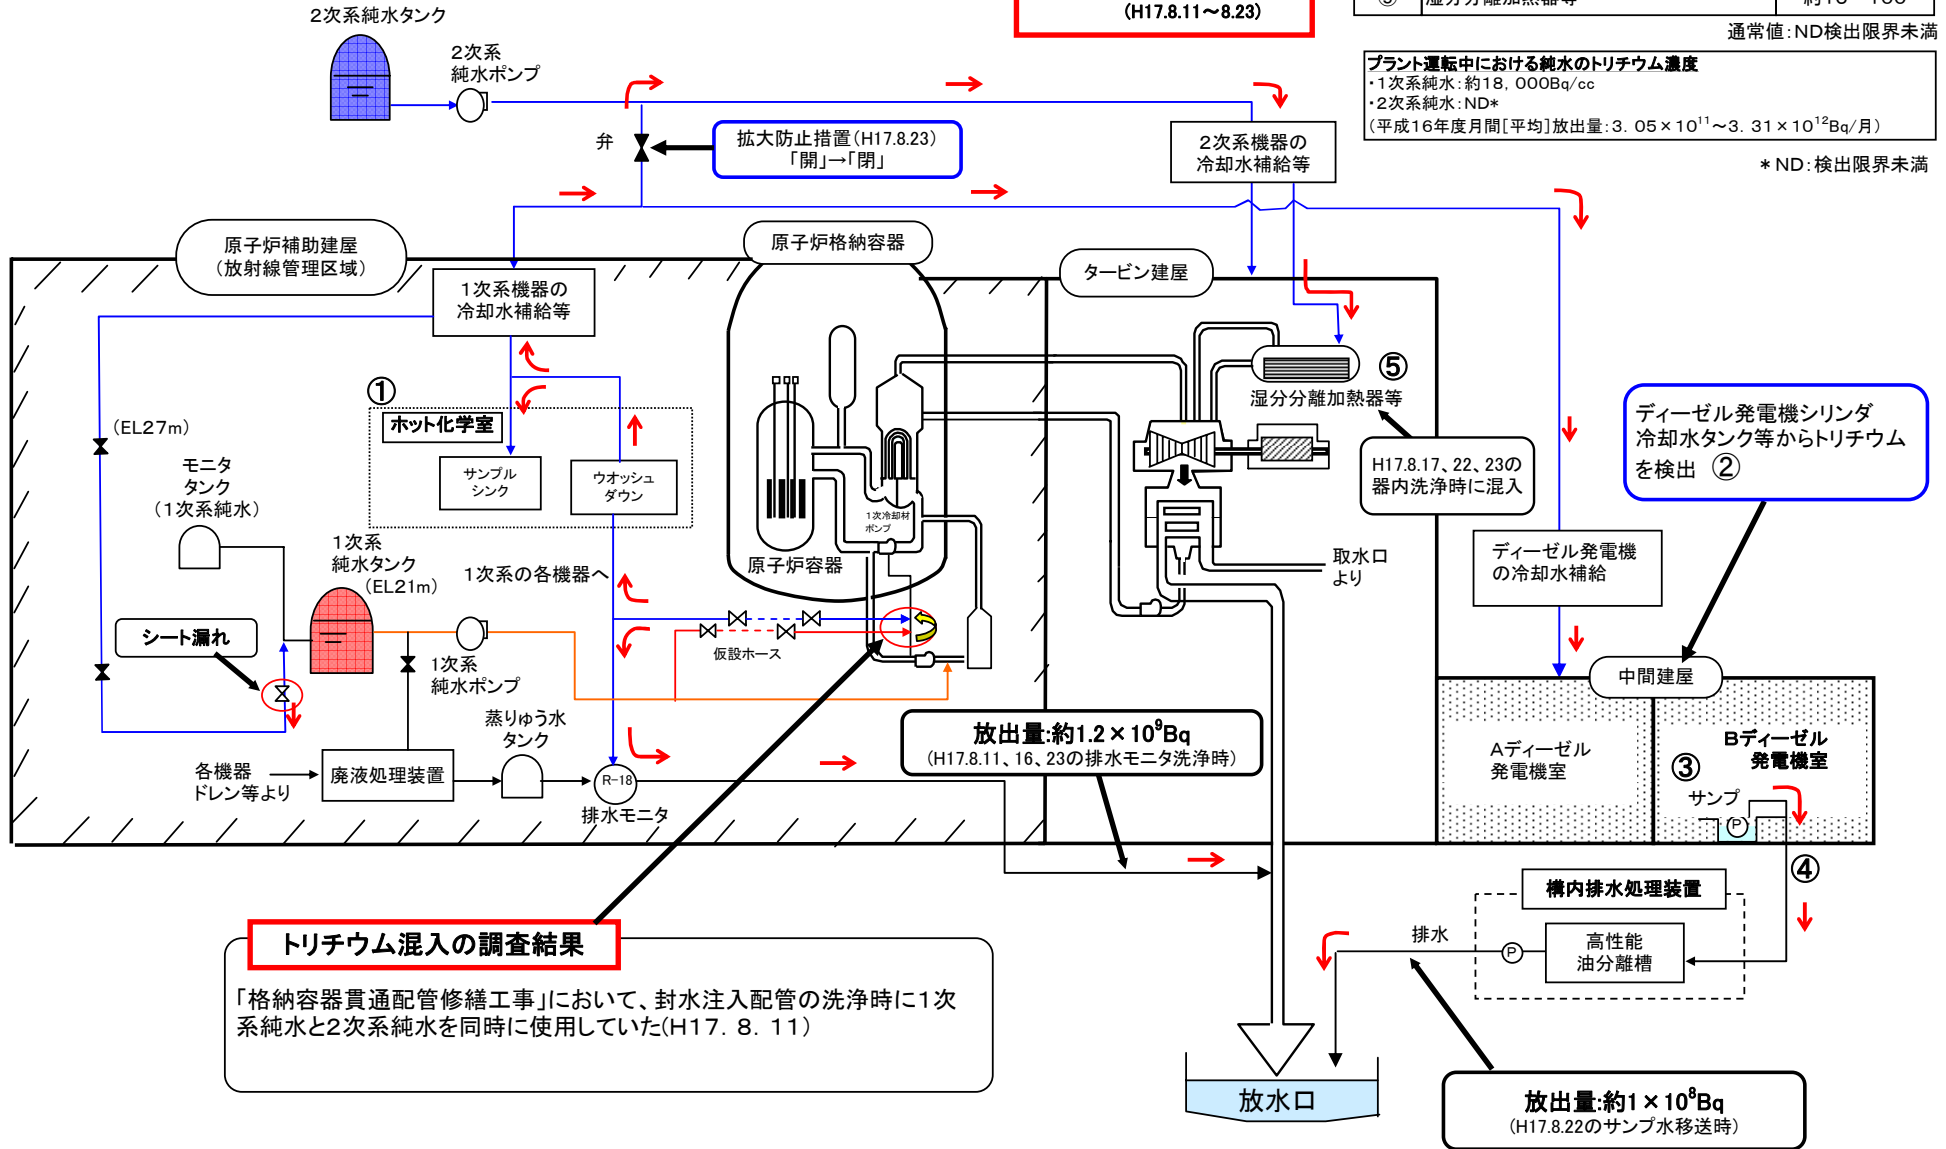 2次系純水タンク
2次系
純水ポンプ
(H17.8.11～8.23)
湿分分離加熱器等
通常値:ND検出限界未満
プラント運転中における純水のトリチウム濃度
・1次系純水:約18,000Bq/cc
・2次系純水:ND*
(平成16年度月間[平均]放出量:3.05×10¹¹～3.31×10¹²Bq/月)
*ND:検出限界未満
弁
拡大防止措置(H17.8.23)
「開」→「閉」
2次系機器の
冷却水補給等
原子炉補助建屋
(放射線管理区域)
原子炉格納容器
タービン建屋
1次系機器の
冷却水補給等
①
ホット化学室
サンプル
シンク
ウオッシュ
ダウン
(EL27m)
モニタ
タンク
(1次系純水)
1次系
純水タンク
(EL21m)
シート漏れ
1次系の各機器へ
1次系
純水ポンプ
仮設ホース
原子炉容器
1次冷却材
ポンプ
⑤
湿分分離加熱器等
H17.8.17、22、23の
器内洗浄時に混入
取水口
より
ディーゼル発電機シリンダ
冷却水タンク等からトリチウム
を検出 ②
ディーゼル発電機
の冷却水補給
中間建屋
Aディーゼル
発電機室
Bディーゼル
発電機室
③
サンプ
P
④
蒸りゅう水
タンク
各機器
ドレン等より
廃液処理装置
R-18
排水モニタ
放出量:約1.2×10⁹Bq
(H17.8.11、16、23の排水モニタ洗浄時)
構内排水処理装置
高性能
油分離槽
P
排水
トリチウム混入の調査結果
「格納容器貫通配管修繕工事」において、封水注入配管の洗浄時に1次
系純水と2次系純水を同時に使用していた(H17.8.11)
放水口
放出量:約1×10⁸Bq
(H17.8.22のサンプ水移送時)